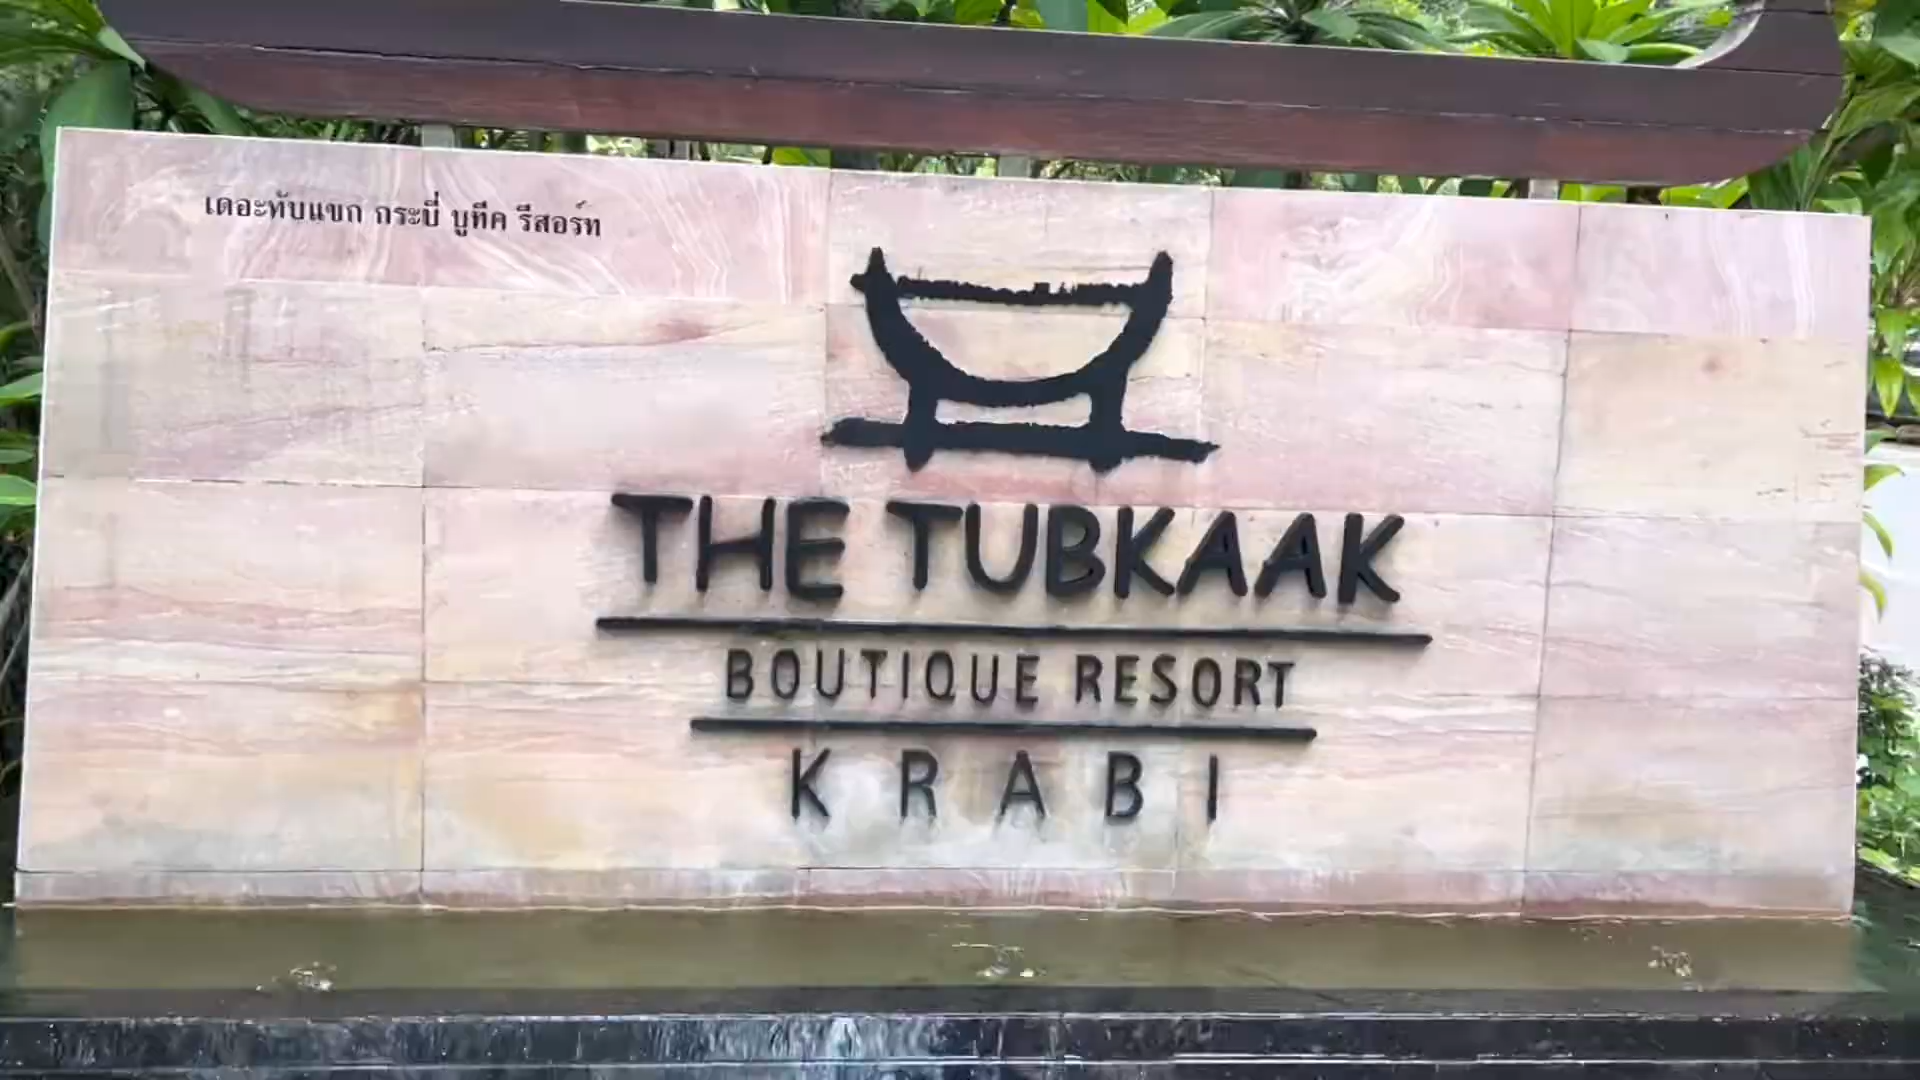 เดอะทับแขก กระบี่ บูทีค รีสอร์ท
THE TUBKAAK
BOUTIQUE RESORT
KRABI